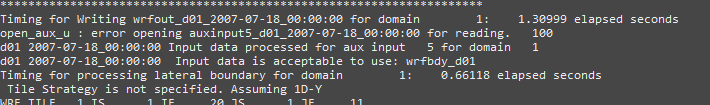 **********************************************************************
Timing for Writing wrfout_d01_2007-07-18_00:00:00 for domain        1:    1.30999 elapsed seconds
open_aux_u : error opening auxinput5_d01_2007-07-18_00:00:00 for reading.   100
d01 2007-07-18_00:00:00 Input data processed for aux input   5 for domain   1
d01 2007-07-18_00:00:00  Input data is acceptable to use: wrfbdy_d01
Timing for processing lateral boundary for domain        1:    0.66118 elapsed seconds
 Tile Strategy is not specified. Assuming 1D-Y
WRF TILE   1 IS      1 IE     20 JS      1 JE     11